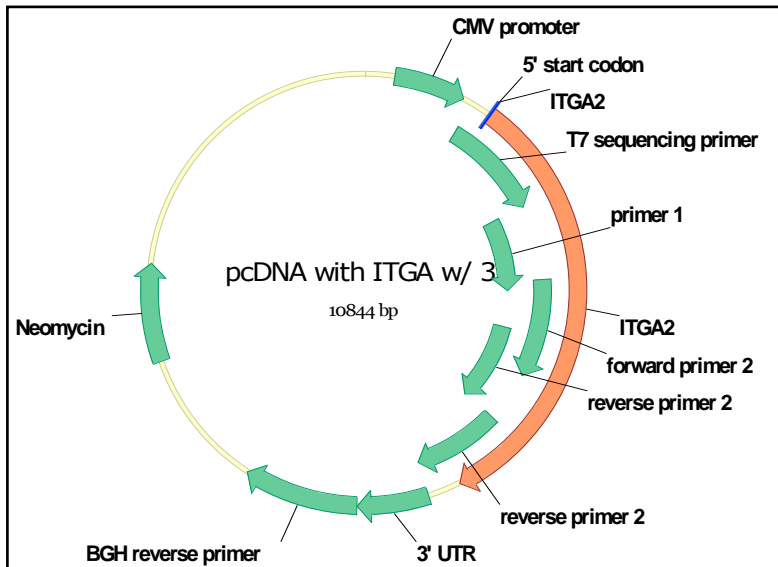 CMV promoter
5' start codon
ITGA2
T7 sequencing primer
primer 1
pcDNA with ITGA w/ 3
10844 bp
Neomycin
ITGA2
forward primer 2
reverse primer 2
reverse primer 2
BGH reverse primer
3' UTR